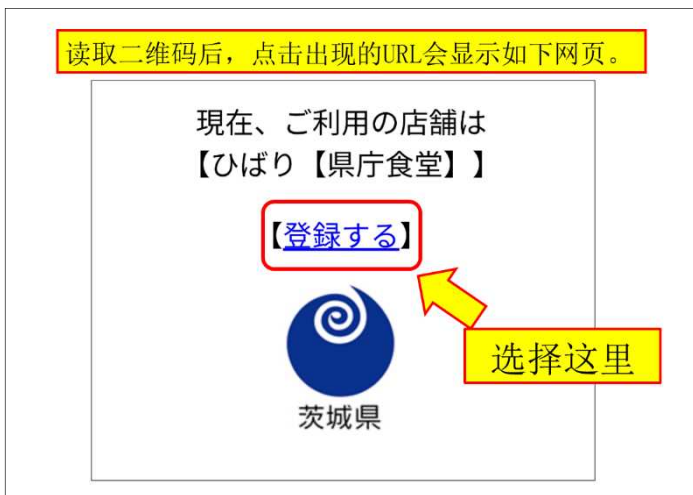 读取二维码后，点击出现的URL会显示如下网页。
現在、ご利用の店舗は
【ひばり【県庁食堂】】
【登録する】
选择这里
茨城県